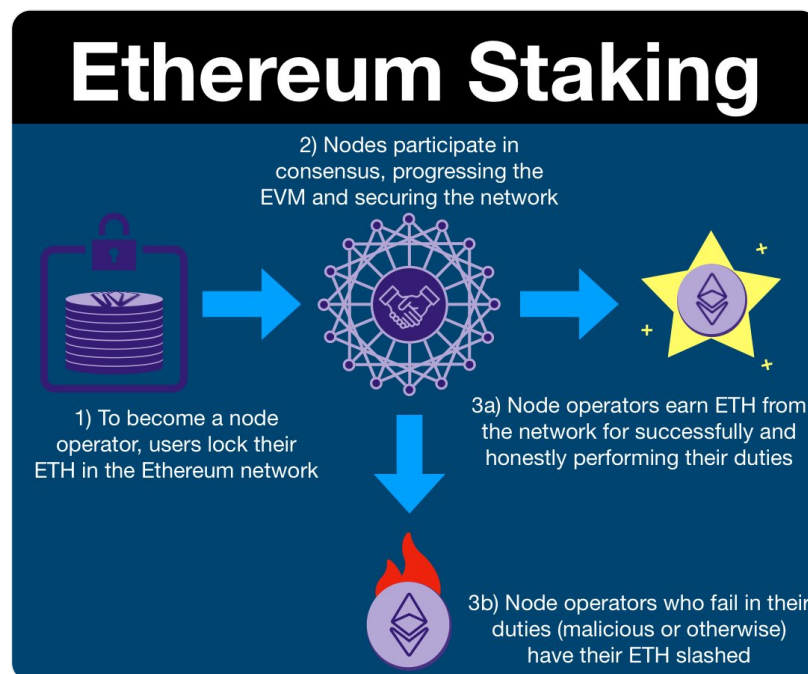 Ethereum Staking
2) Nodes participate in
consensus, progressing the
EVM and securing the network
1) To become a node
operator, users lock their
ETH in the Ethereum network
3a) Node operators earn ETH from
the network for successfully and
honestly performing their duties
3b) Node operators who fail in their
duties (malicious or otherwise)
have their ETH slashed